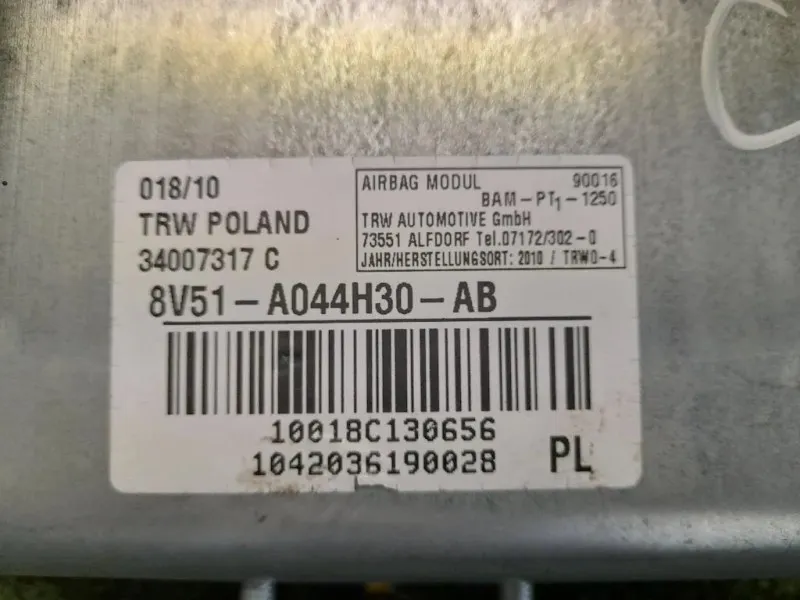 018/10
TRW POLAND
34007317 C
AIRBAG MODUL 90016
BAM-PT1-1250
TRW AUTOMOTIVE GmbH
73551 ALFDORF Tel.07172/302-0
JAHR/HERSTELLUNGSORT: 2010 / TRWO-4
8V51-A044H30-AB
10018C130656
1042036190028
PL